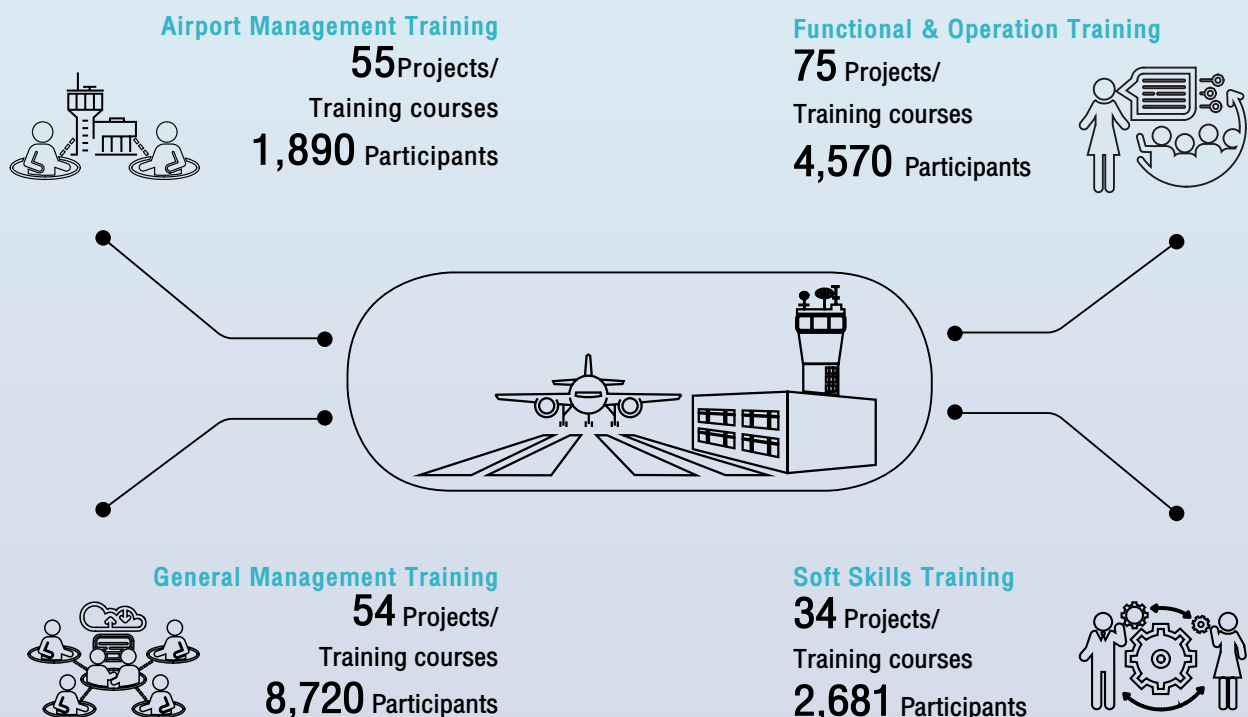 Airport Management Training
55Projects/
Training courses
1,890 Participants
Functional & Operation Training
75 Projects/
Training courses
4,570 Participants
General Management Training
54 Projects/
Training courses
8,720 Participants
Soft Skills Training
34 Projects/
Training courses
2,681 Participants